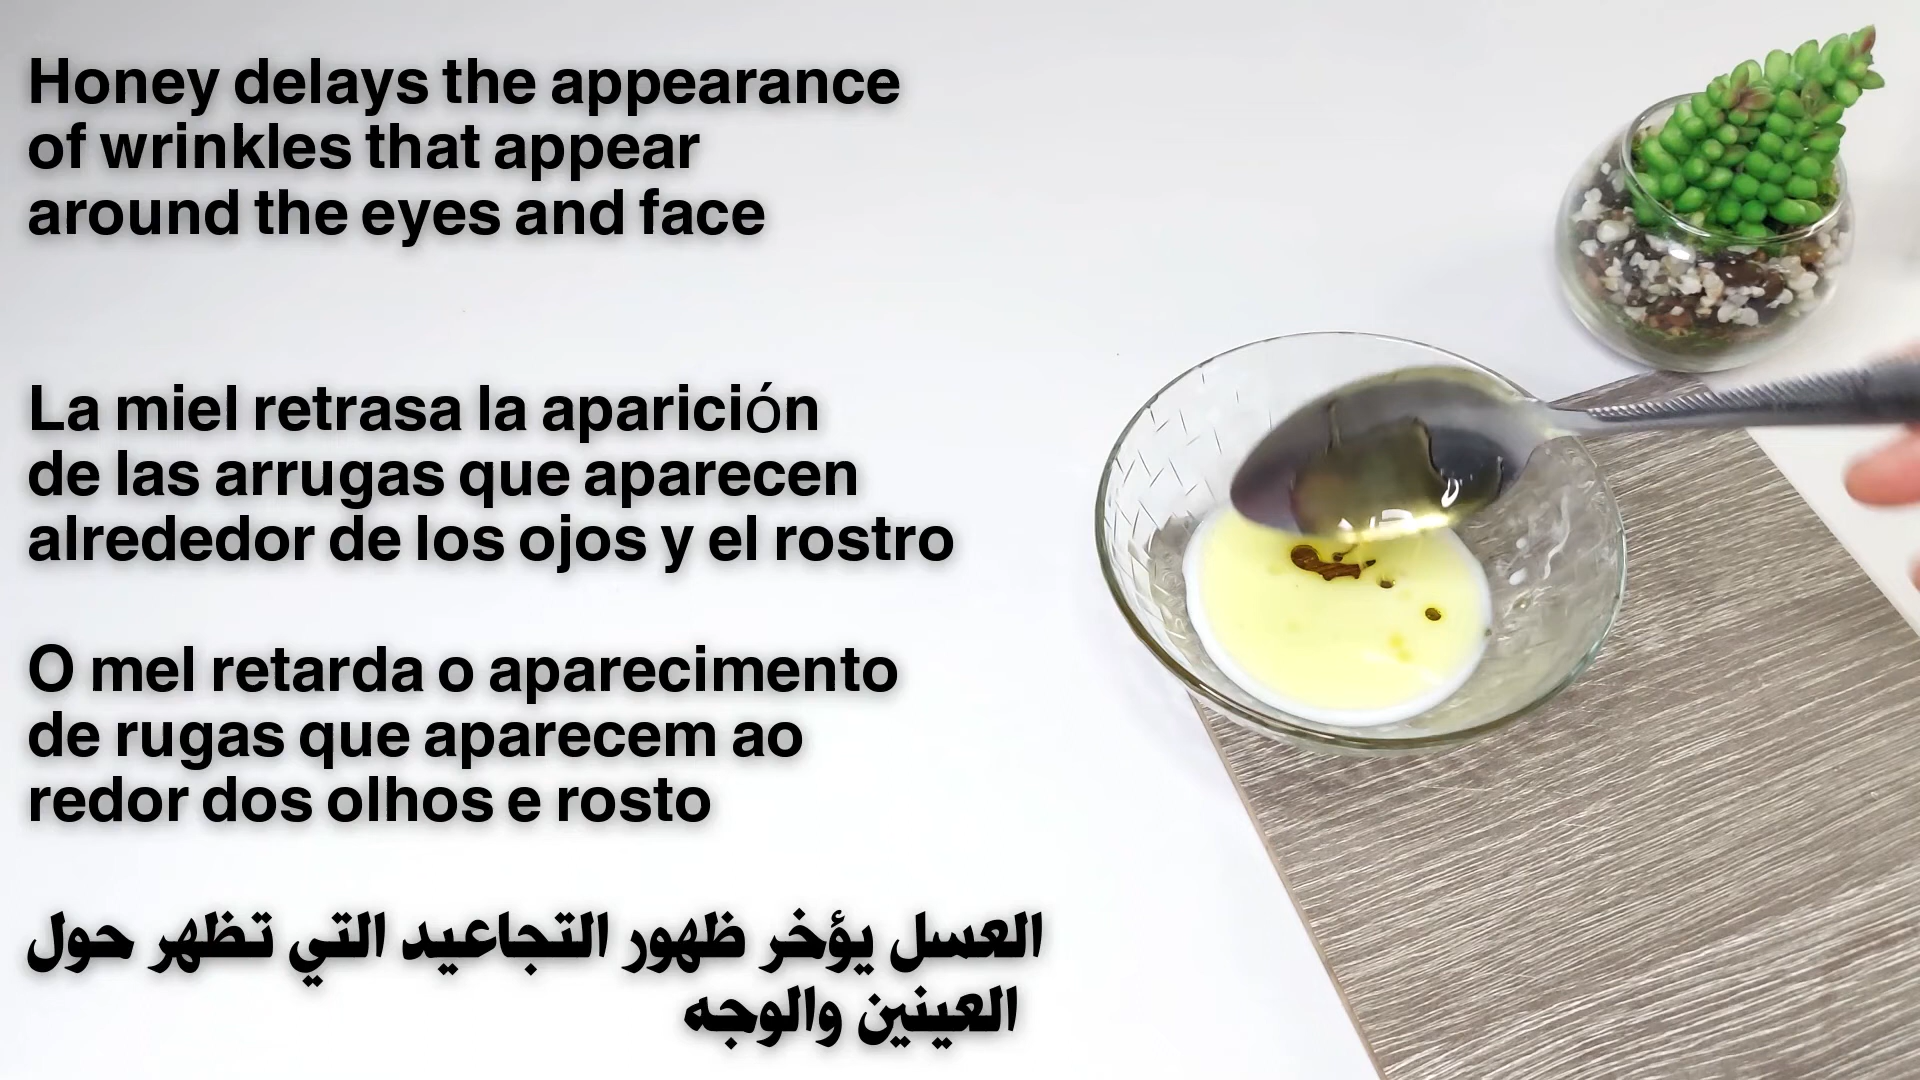 Honey delays the appearance
of wrinkles that appear
around the eyes and face
La miel retrasa la aparición
de las arrugas que aparecen
alrededor de los ojos y el rostro
O mel retarda o aparecimento
de rugas que aparecem ao
redor dos olhos e rosto
العسل يؤخر ظهور التجاعيد التي تظهر حول
العينين والوجه